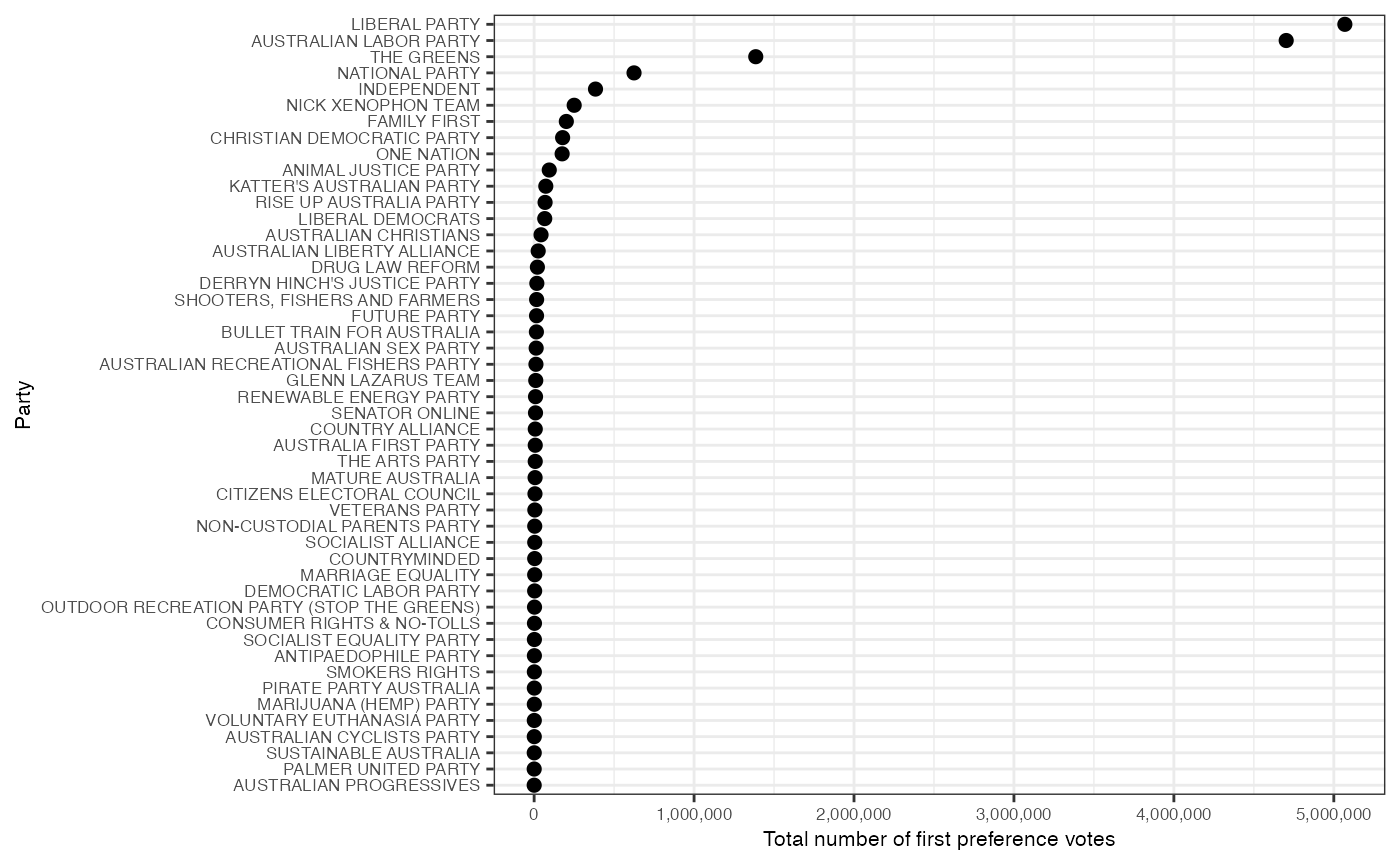 LIBERAL PARTY
AUSTRALIAN LABOR PARTY
THE GREENS
NATIONAL PARTY
INDEPENDENT
NICK XENOPHON TEAM
FAMILY FIRST
CHRISTIAN DEMOCRATIC PARTY
ONE NATION
ANIMAL JUSTICE PARTY
KATTER'S AUSTRALIAN PARTY
RISE UP AUSTRALIA PARTY
LIBERAL DEMOCRATS
AUSTRALIAN CHRISTIANS
AUSTRALIAN LIBERTY ALLIANCE
DRUG LAW REFORM
DERRYN HINCH'S JUSTICE PARTY
SHOOTERS, FISHERS AND FARMERS
FUTURE PARTY
BULLET TRAIN FOR AUSTRALIA
AUSTRALIAN SEX PARTY
AUSTRALIAN RECREATIONAL FISHERS PARTY
GLENN LAZARUS TEAM
RENEWABLE ENERGY PARTY
SENATOR ONLINE
COUNTRY ALLIANCE
AUSTRALIA FIRST PARTY
THE ARTS PARTY
MATURE AUSTRALIA
CITIZENS ELECTORAL COUNCIL
VETERANS PARTY
NON-CUSTODIAL PARENTS PARTY
SOCIALIST ALLIANCE
COUNTRYMINDED
MARRIAGE EQUALITY
DEMOCRATIC LABOR PARTY
OUTDOOR RECREATION PARTY (STOP THE GREENS)
CONSUMER RIGHTS & NO-TOLLS
SOCIALIST EQUALITY PARTY
ANTIPAEDOPHILE PARTY
SMOKERS RIGHTS
PIRATE PARTY AUSTRALIA
MARIJUANA (HEMP) PARTY
VOLUNTARY EUTHANASIA PARTY
AUSTRALIAN CYCLISTS PARTY
SUSTAINABLE AUSTRALIA
PALMER UNITED PARTY
AUSTRALIAN PROGRESSIVES
Party
0 1,000,000 2,000,000 3,000,000 4,000,000 5,000,000
Total number of first preference votes